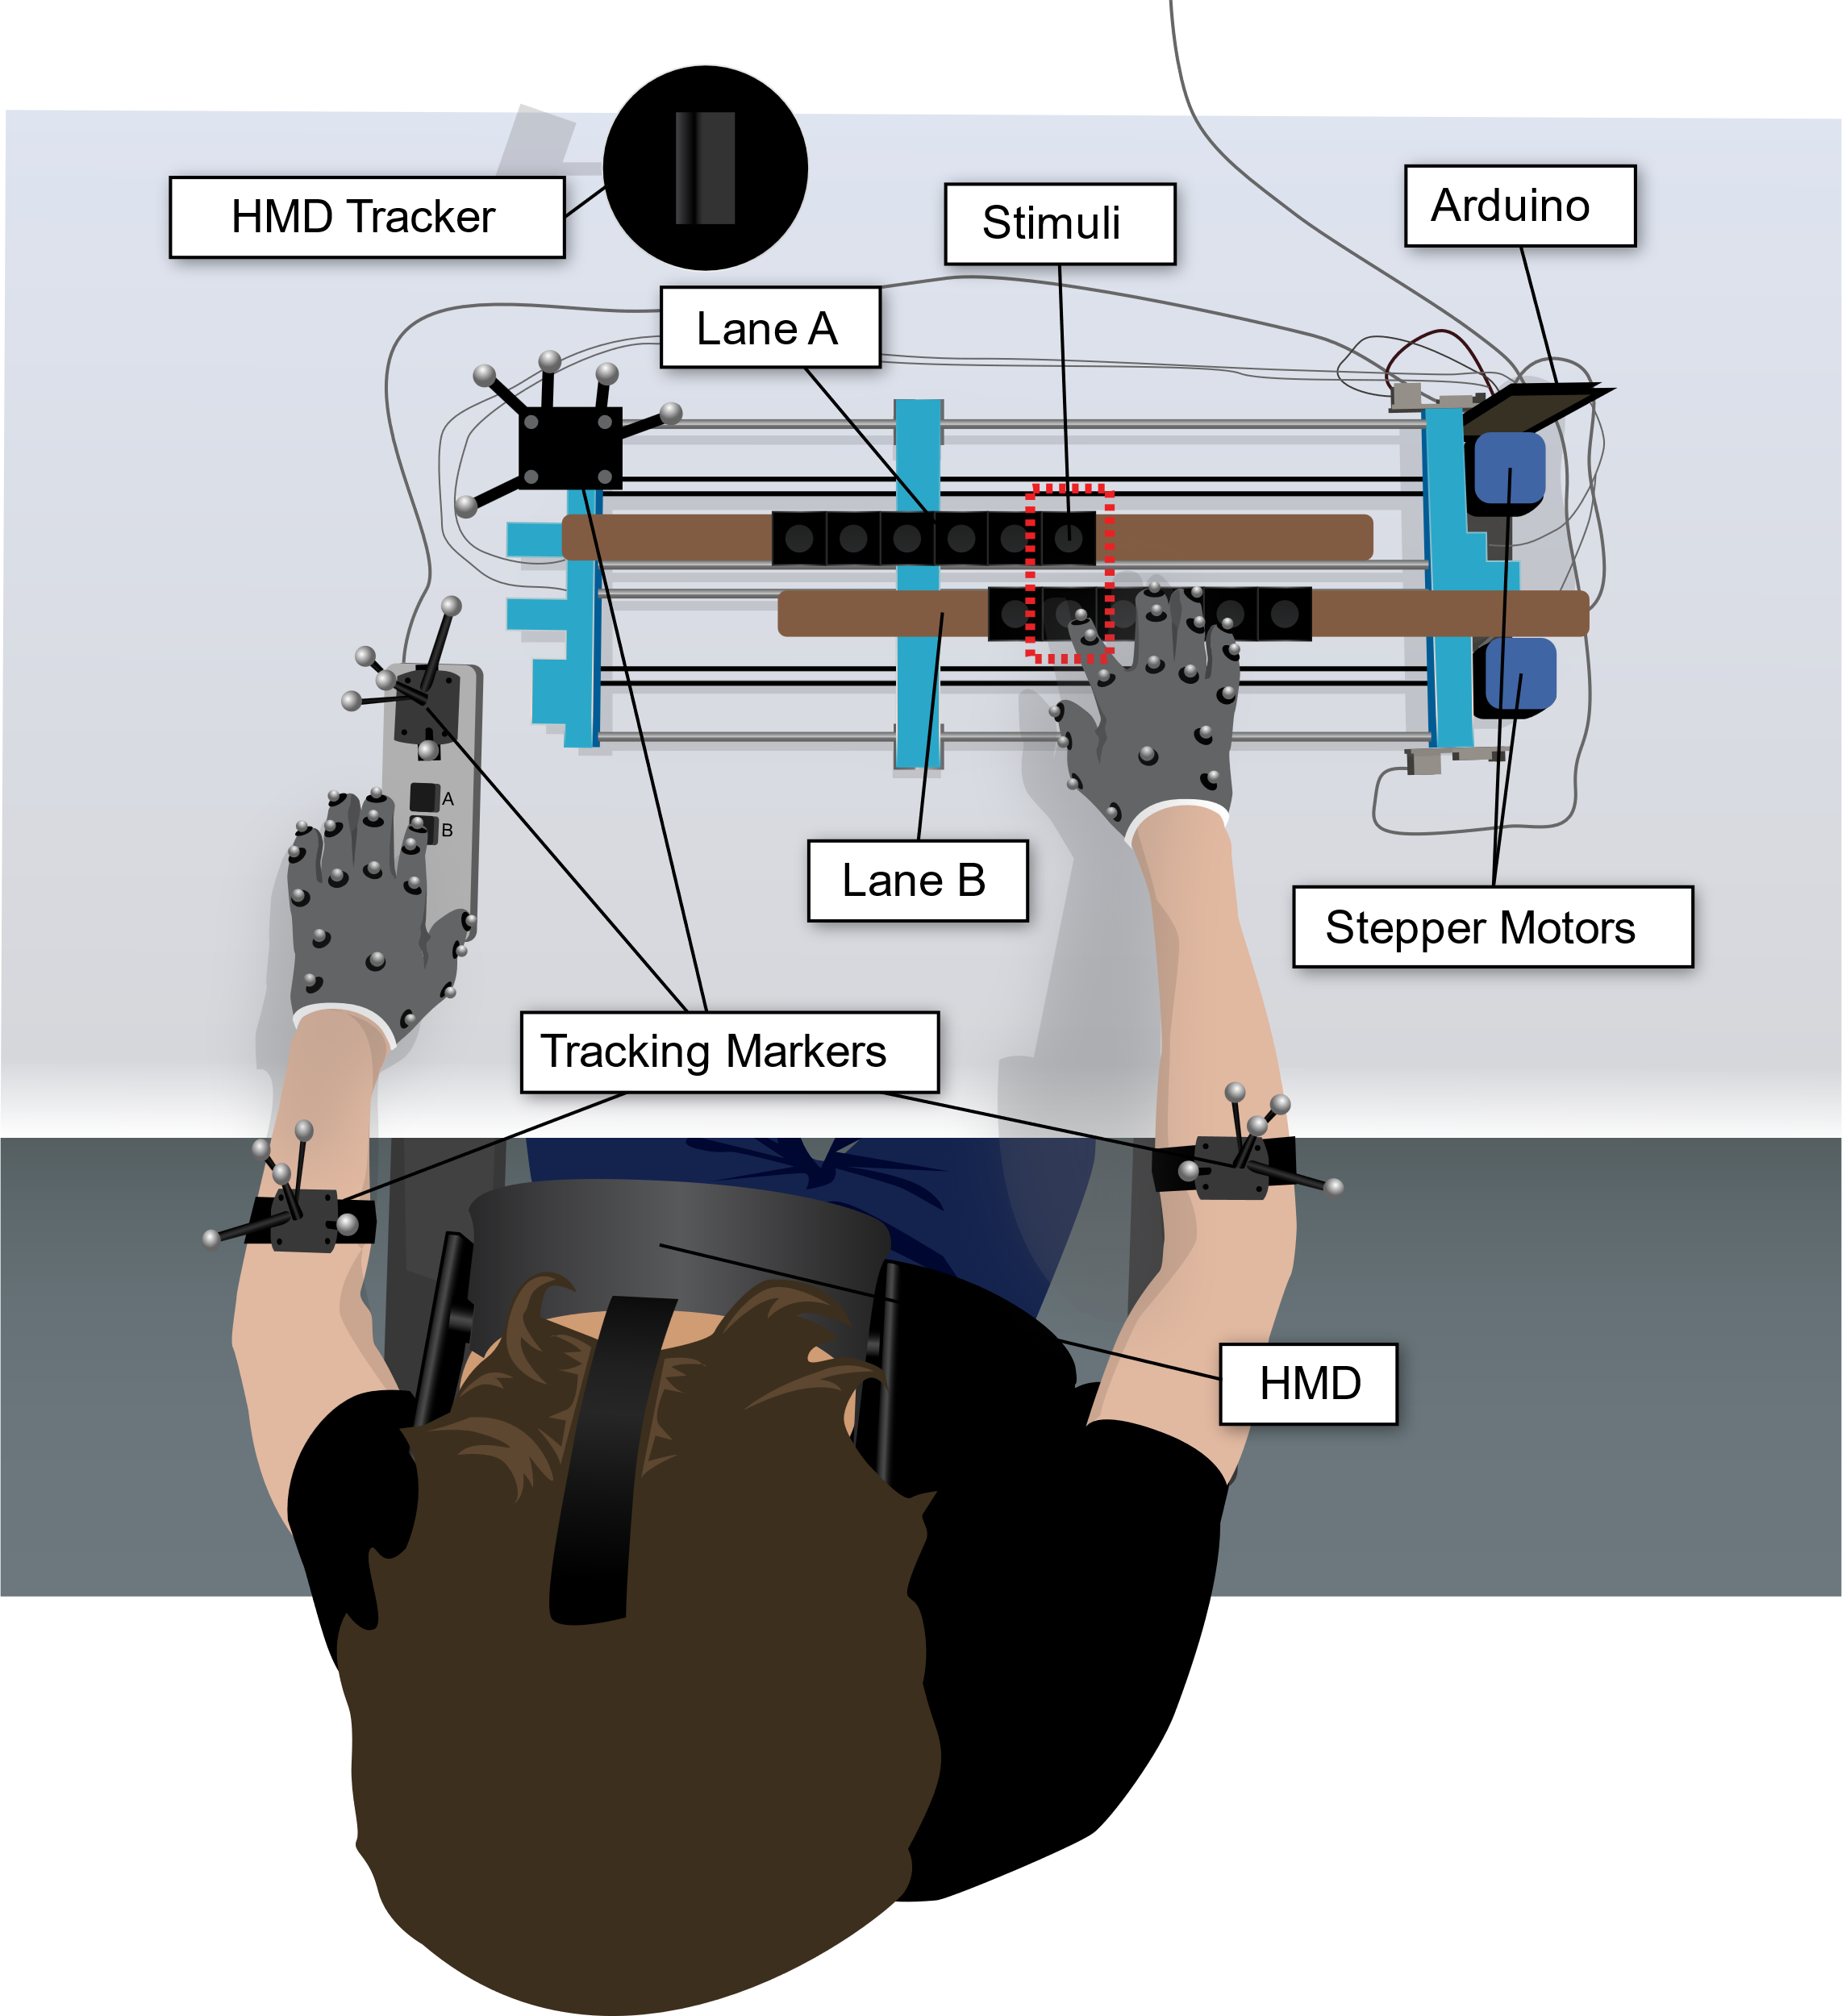 HMD Tracker
Stimuli
Arduino
Lane A
A
B
Lane B
Stepper Motors
Tracking Markers
HMD